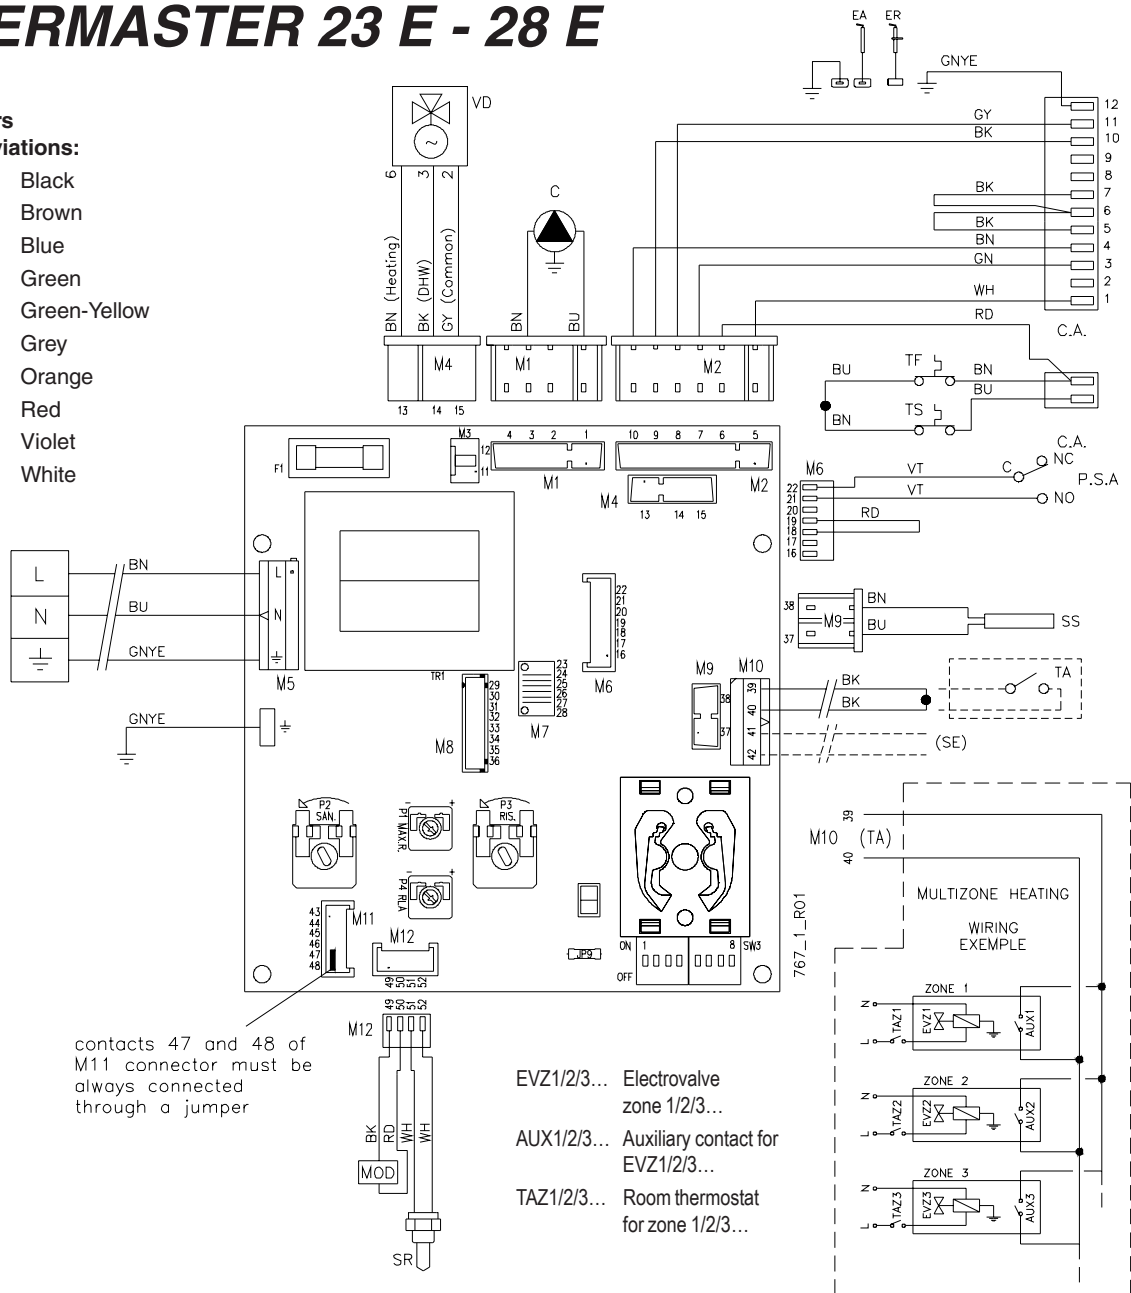 ERMASTER 23 E - 28 E
rs
viations:
Black
Brown
Blue
Green
Green-Yellow
Grey
Orange
Red
Violet
White
EA ER
GNYE
VD
6 3 2
BN (Heating)
BK (DHW)
GY (Common)
C
BN BU
GY
BK
BK
BK
BN
GN
WH
RD
12
11
10
9
8
7
6
5
4
3
2
1
C.A.
M4 M1 M2
13 14 15
TF
BU BN
BU
TS
BN
C.A.
NC
C
P.S.A
NO
M6
VT
VT
RD
22
21
20
19
18
17
16
F1
M3
12
11
4 3 2 1
M1
10 9 8 7 6 5
M2
M4
13 14 15
L
N
BN
BU
GNYE
L
N
M5
GNYE
TR1
22
21
20
19
18
17
16
M6
23
24
25
26
27
28
M7
29
30
31
32
33
34
35
36
M8
38
37
M9
BN
BU
SS
M9 M10
38
37
39
40
41
42
BK
BK
TA
(SE)
P2
SAN.
P1 MAX.R.
- +
P3
RIS.
P4 RLA
- +
43
44
45
46
47
48
M11
M12
49 50 51 52
JP9
ON 1 8 SW3
OFF
767_1_R01
M12
49 50 51 52
BK RD WH WH
MOD
SR
contacts 47 and 48 of
M11 connector must be
always connected
through a jumper
EVZ1/2/3... Electrovalve
zone 1/2/3...
AUX1/2/3... Auxiliary contact for
EVZ1/2/3...
TAZ1/2/3... Room thermostat
for zone 1/2/3...
39
M10 (TA)
40
MULTIZONE HEATING
WIRING
EXEMPLE
ZONE 1
N
L
TAZ1
EVZ1
AUX1
ZONE 2
N
L
TAZ2
EVZ2
AUX2
ZONE 3
N
L
TAZ3
EVZ3
AUX3